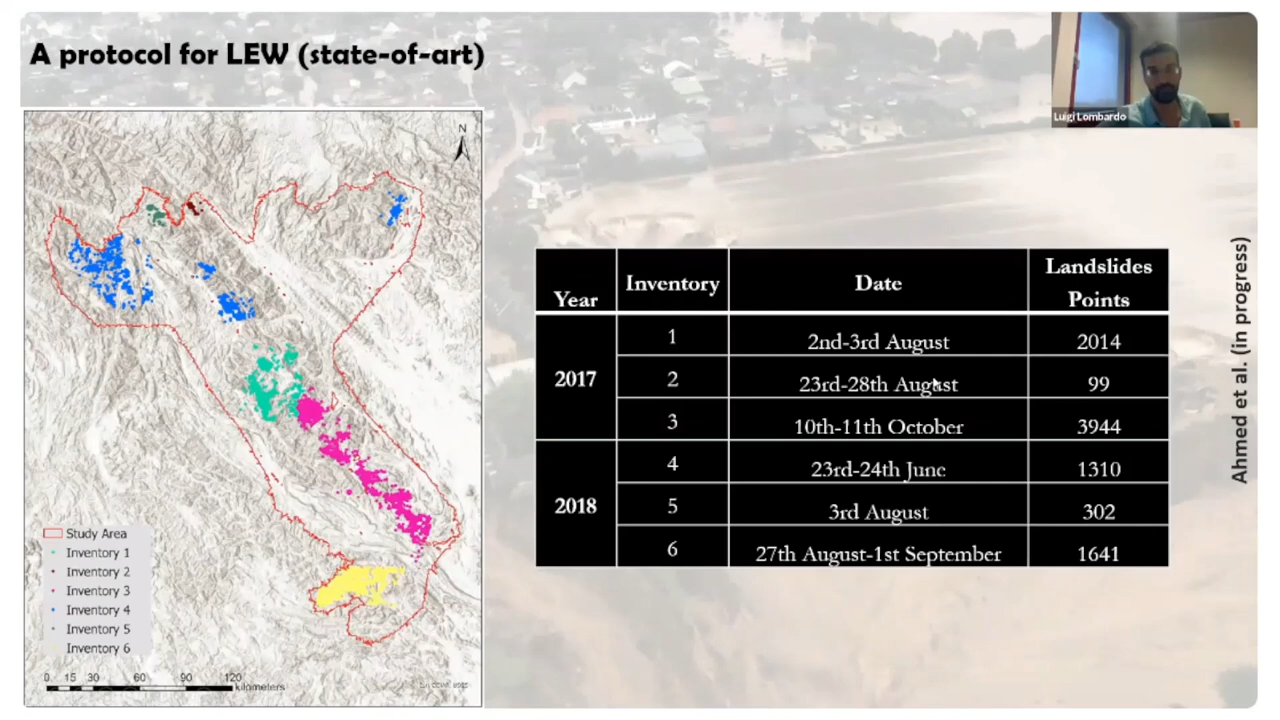 A protocol for LEW (state-of-art)
Luigi Lombardo
N
Study Area
Inventory 1
Inventory 2
Inventory 3
Inventory 4
Inventory 5
Inventory 6
0 15 30 60 90 120
kilometers
Year Inventory Date Landslides Points
2017 1 2nd-3rd August 2014
2 23rd-28th August 99
3 10th-11th October 3944
2018 4 23rd-24th June 1310
5 3rd August 302
6 27th August-1st September 1641
Ahmed et al. (in progress)